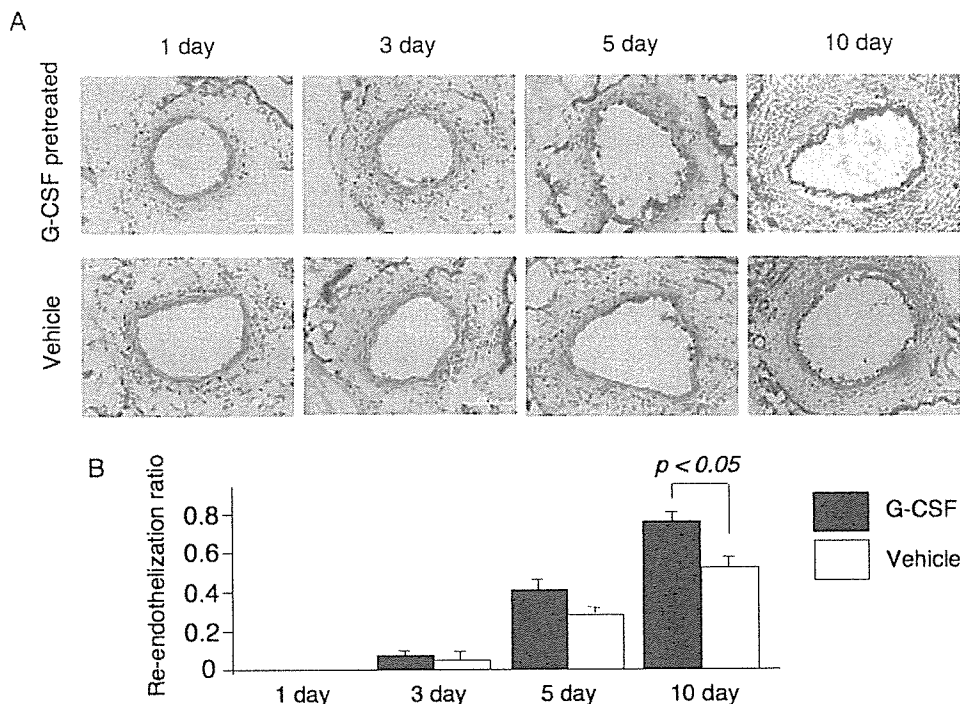 A
1 day 3 day 5 day 10 day
G-CSF pretreated
Vehicle
B
p < 0.05
Re-endothelization ratio
0.8
0.6
0.4
0.2
0
1 day 3 day 5 day 10 day
G-CSF
Vehicle